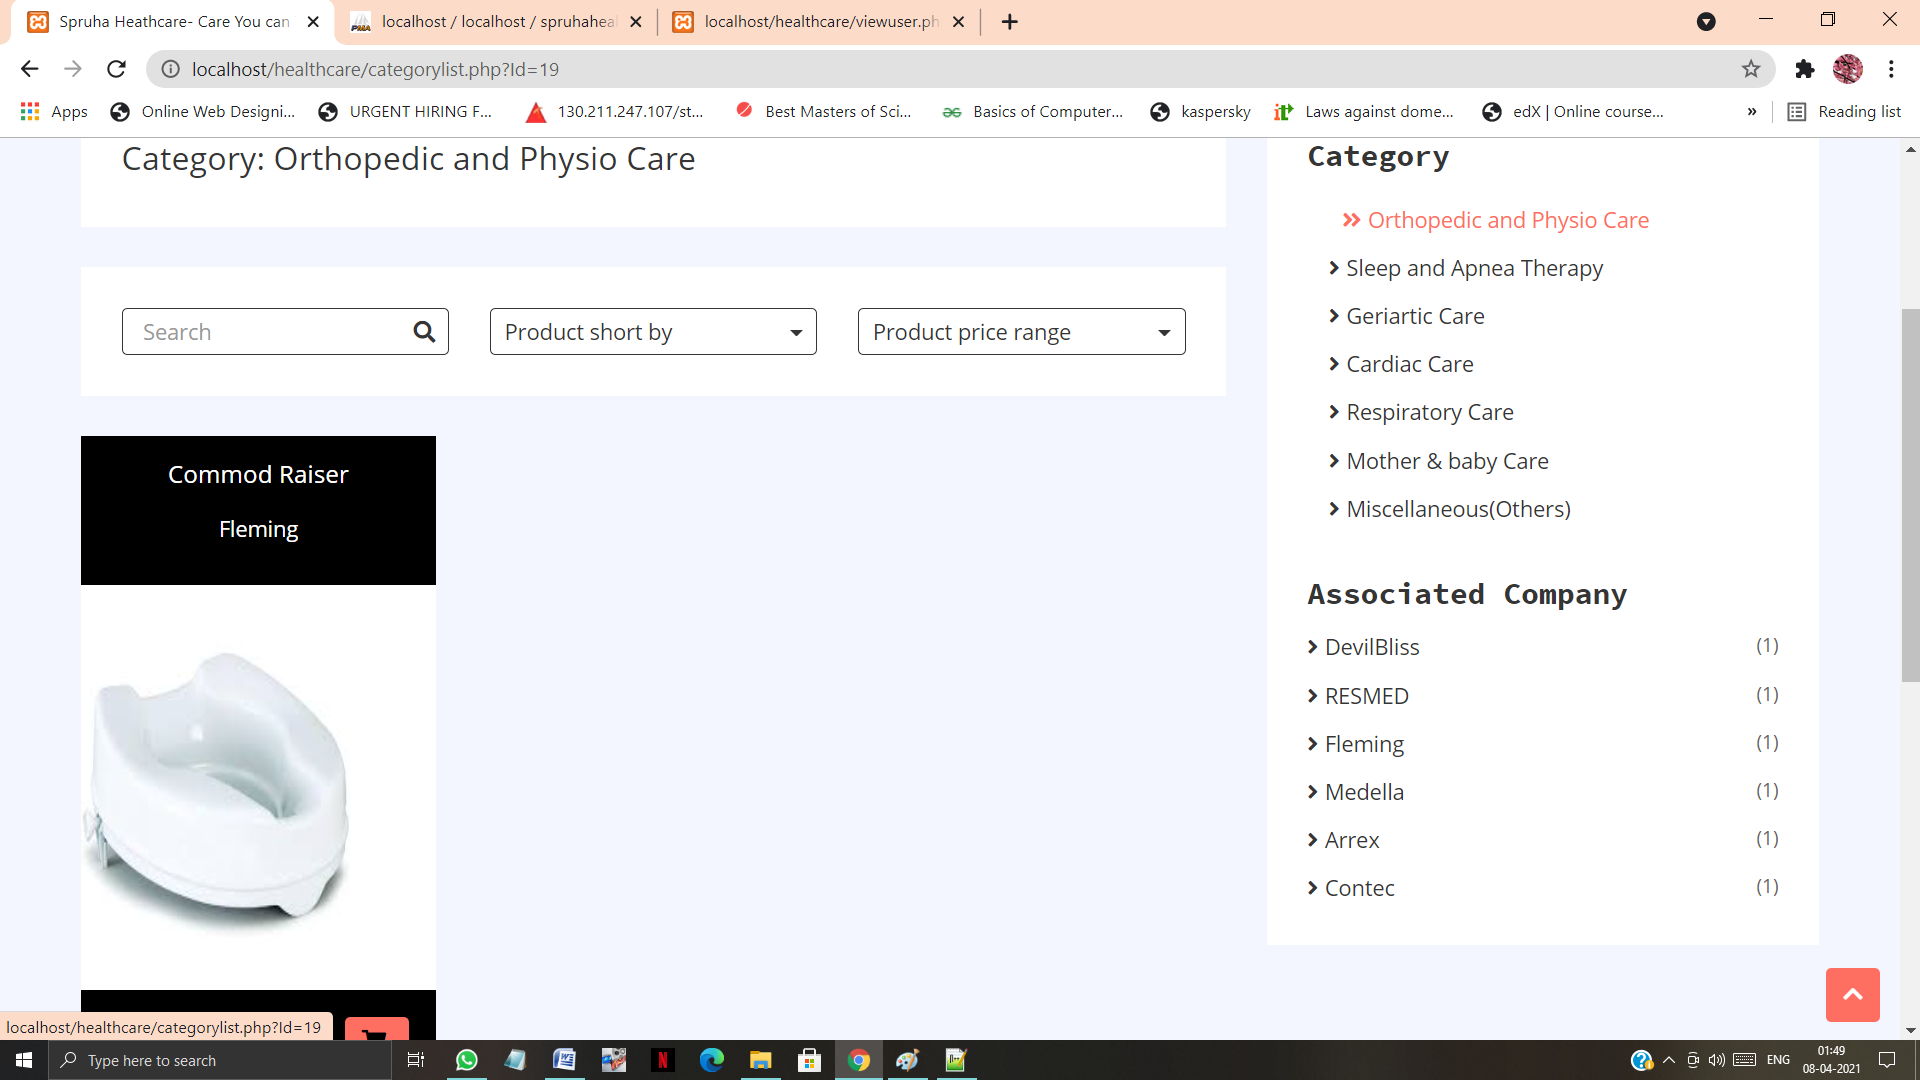 Spruha Heathcare- Care You can
localhost / localhost / spruhaheal
localhost/healthcare/viewuser.ph
localhost/healthcare/categorylist.php?Id=19
Apps
Online Web Designi...
URGENT HIRING F...
130.211.247.107/st...
Best Masters of Sci...
Basics of Computer...
kaspersky
Laws against dome...
edX | Online course...
»
Reading list
Category: Orthopedic and Physio Care
Search
Product short by
Product price range
Commod Raiser
Fleming
Category
Orthopedic and Physio Care
Sleep and Apnea Therapy
Geriartic Care
Cardiac Care
Respiratory Care
Mother & baby Care
Miscellaneous(Others)
Associated Company
DevilBliss (1)
RESMED (1)
Fleming (1)
Medella (1)
Arrex (1)
Contec (1)
localhost/healthcare/categorylist.php?Id=19
Type here to search
ENG
01:49
08-04-2021